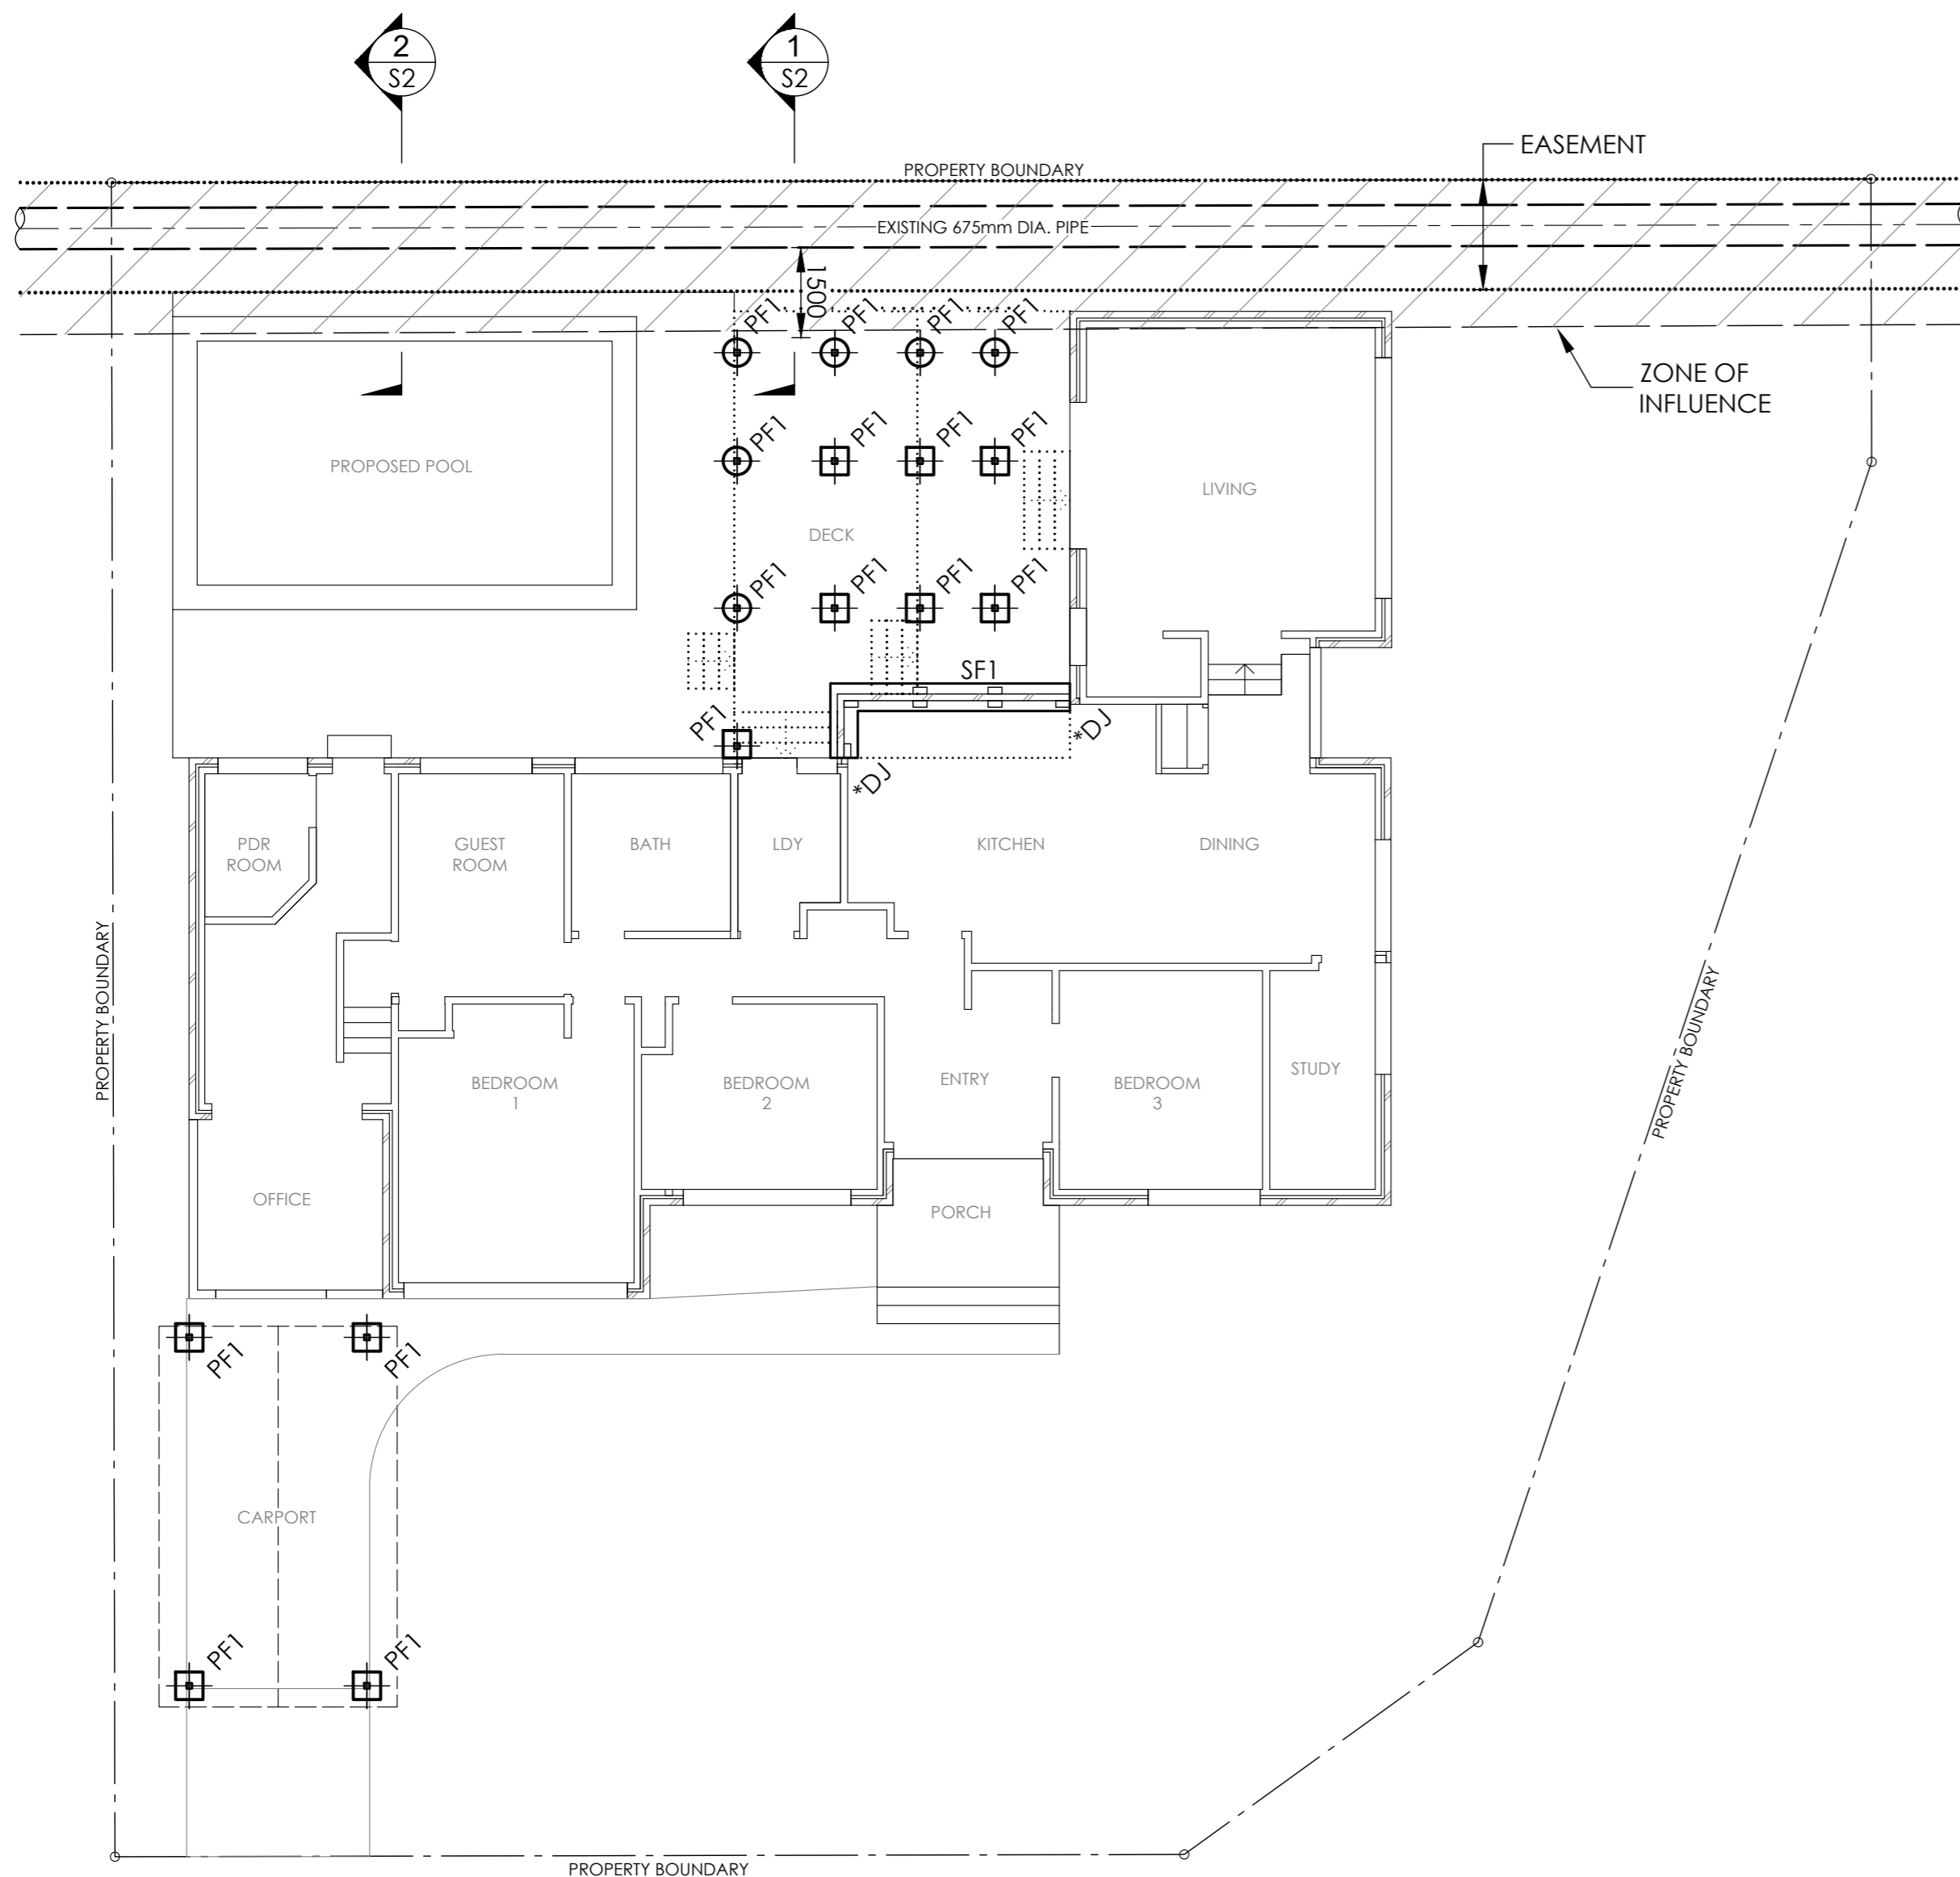 2
S2
1
S2
EASEMENT
PROPERTY BOUNDARY
EXISTING 675mm DIA. PIPE
1500
PF1
PF1
PF1
PF1
ZONE OF
INFLUENCE
PF1
PF1
PF1
PF1
PROPOSED POOL
LIVING
DECK
PF1
PF1
PF1
PF1
SF1
PF1
*DJ
*DJ
PDR
ROOM
GUEST
ROOM
BATH
LDY
KITCHEN
DINING
PROPERTY BOUNDARY
PROPERTY BOUNDARY
BEDROOM
1
BEDROOM
2
ENTRY
BEDROOM
3
STUDY
OFFICE
PORCH
PF1
PF1
CARPORT
PF1
PF1
PROPERTY BOUNDARY